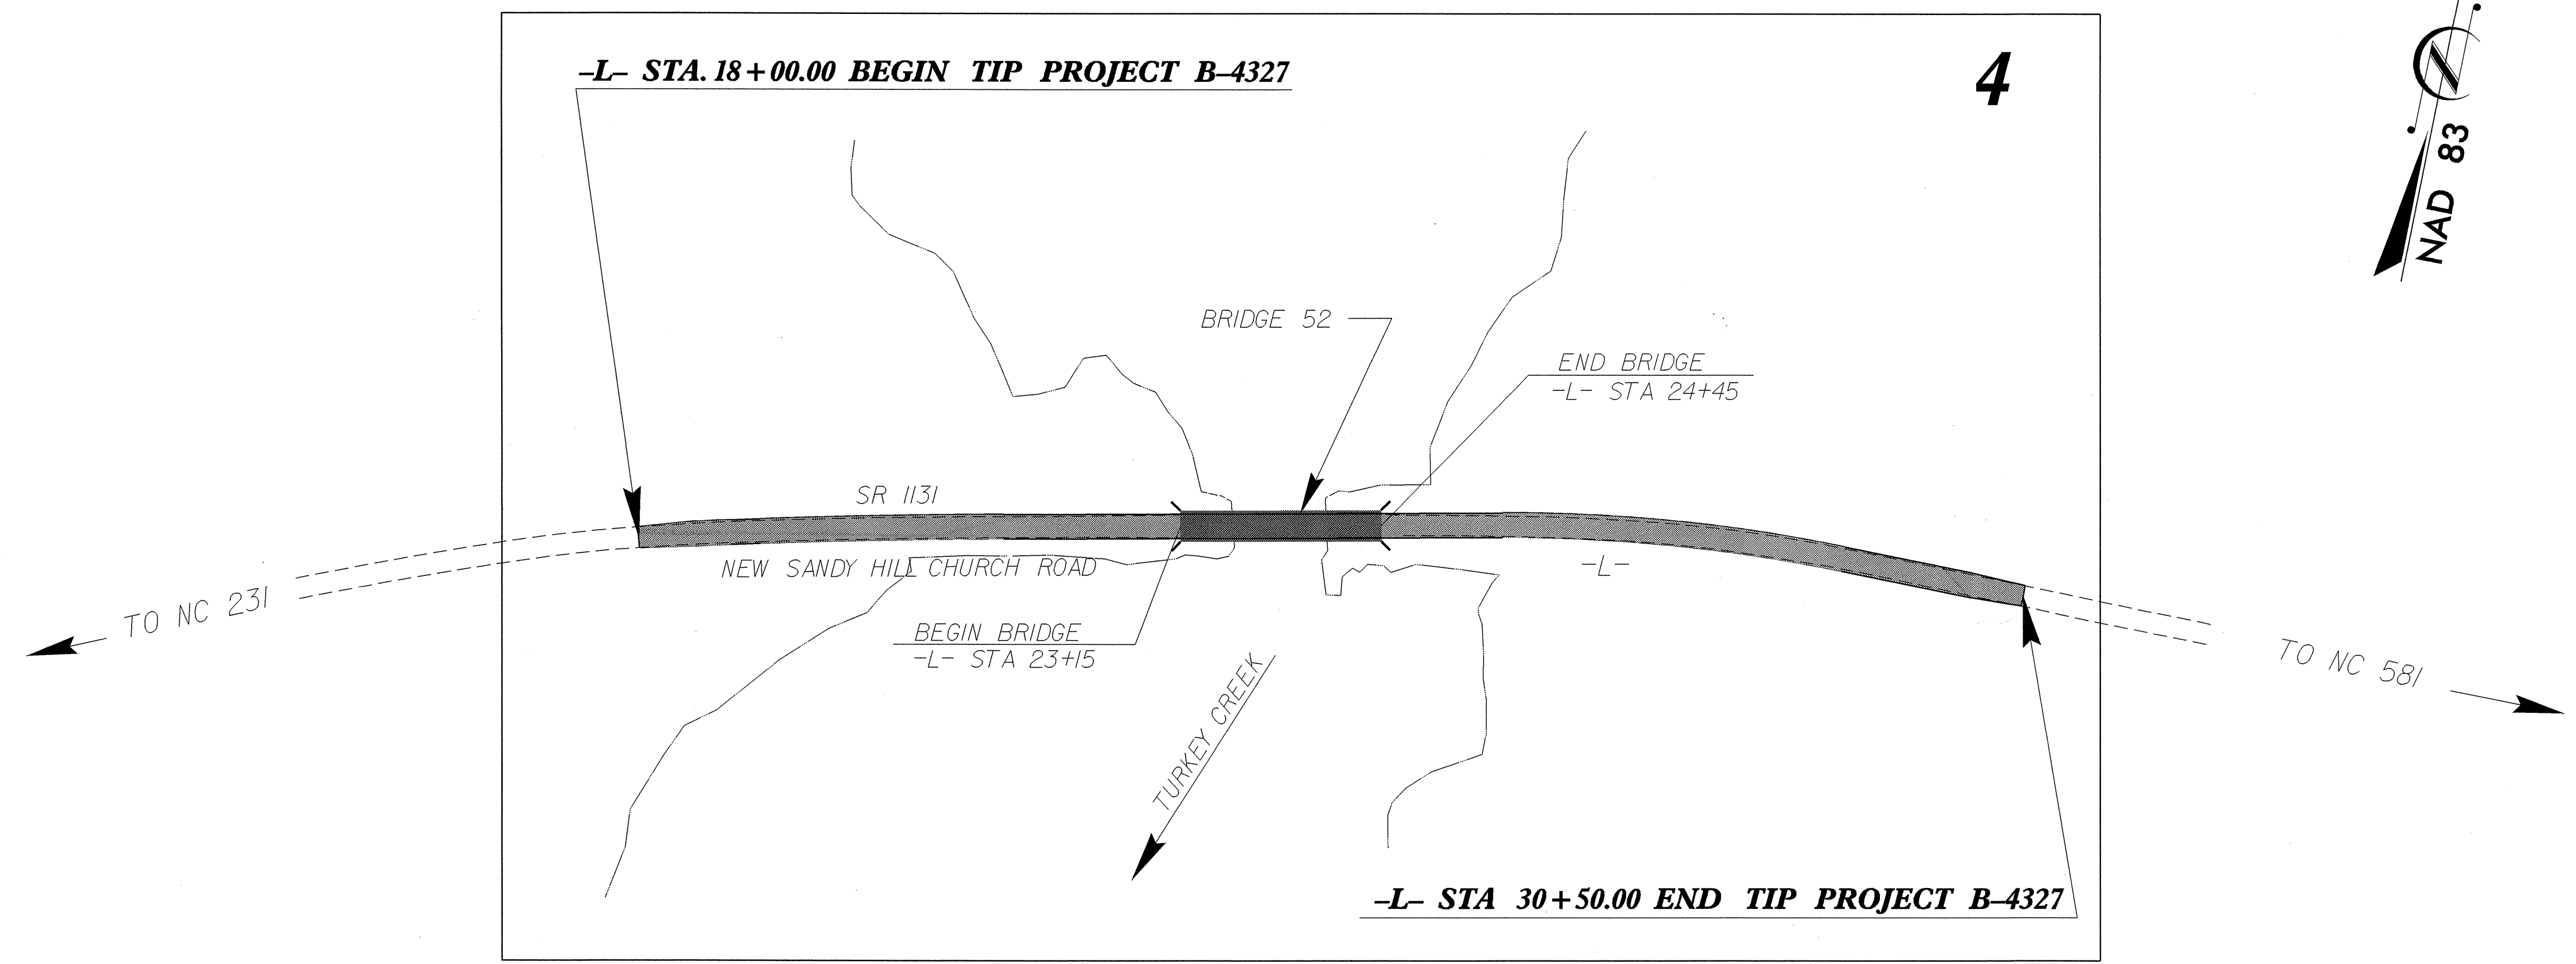 -L- STA. 18+00.00 BEGIN TIP PROJECT B-4327
4
N
NAD 83
BRIDGE 52
END BRIDGE
-L- STA 24+45
SR 1131
NEW SANDY HILL CHURCH ROAD
-L-
TO NC 231
BEGIN BRIDGE
-L- STA 23+15
TURKEY CREEK
TO NC 581
-L- STA 30+50.00 END TIP PROJECT B-4327